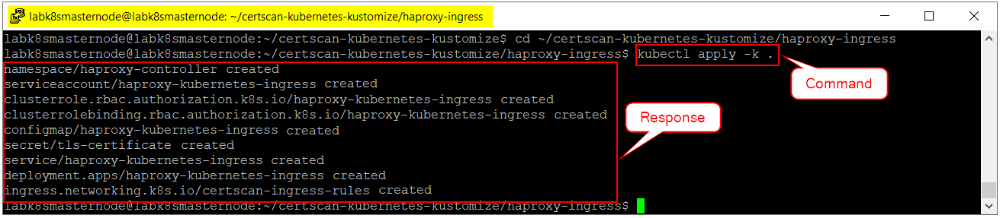 labk8smasternode@labk8smasternode: ~/certscan-kubernetes-kustomize/haproxy-ingress
labk8smasternode@labk8smasternode:~/certscan-kubernetes-kustomize$ cd ~/certscan-kubernetes-kustomize/haproxy-ingress
labk8smasternode@labk8smasternode:~/certscan-kubernetes-kustomize/haproxy-ingress$ kubectl apply -k .
namespace/haproxy-controller created
serviceaccount/haproxy-kubernetes-ingress created
Command
clusterrole.rbac.authorization.k8s.io/haproxy-kubernetes-ingress created
clusterrolebinding.rbac.authorization.k8s.io/haproxy-kubernetes-ingress created
Response
configmap/haproxy-kubernetes-ingress created
secret/tls-certificate created
service/haproxy-kubernetes-ingress created
deployment.apps/haproxy-kubernetes-ingress created
ingress.networking.k8s.io/certscan-ingress-rules created
labk8smasternode@labk8smasternode:~/certscan-kubernetes-kustomize/haproxy-ingress$